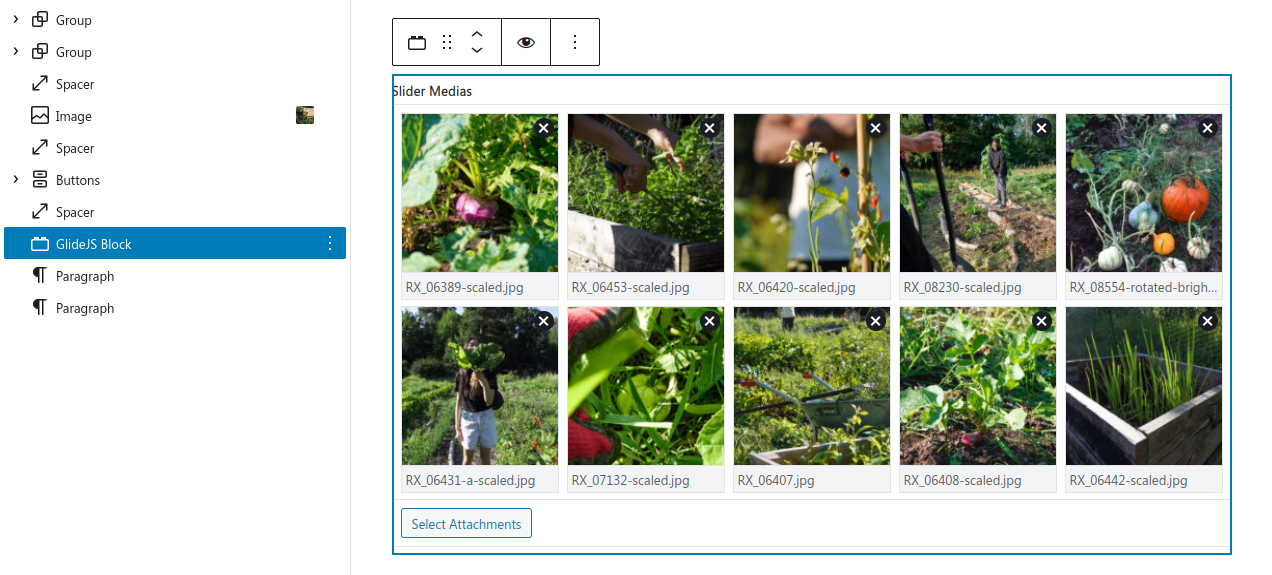 Group
Group
Spacer
Image
Spacer
Buttons
Spacer
GlideJS Block
Paragraph
Paragraph
Slider Medias
RX_06389-scaled.jpg
RX_06453-scaled.jpg
RX_06420-scaled.jpg
RX_08230-scaled.jpg
RX_08554-rotated-brigh...
RX_06431-a-scaled.jpg
RX_07132-scaled.jpg
RX_06407.jpg
RX_06408-scaled.jpg
RX_06442-scaled.jpg
Select Attachments